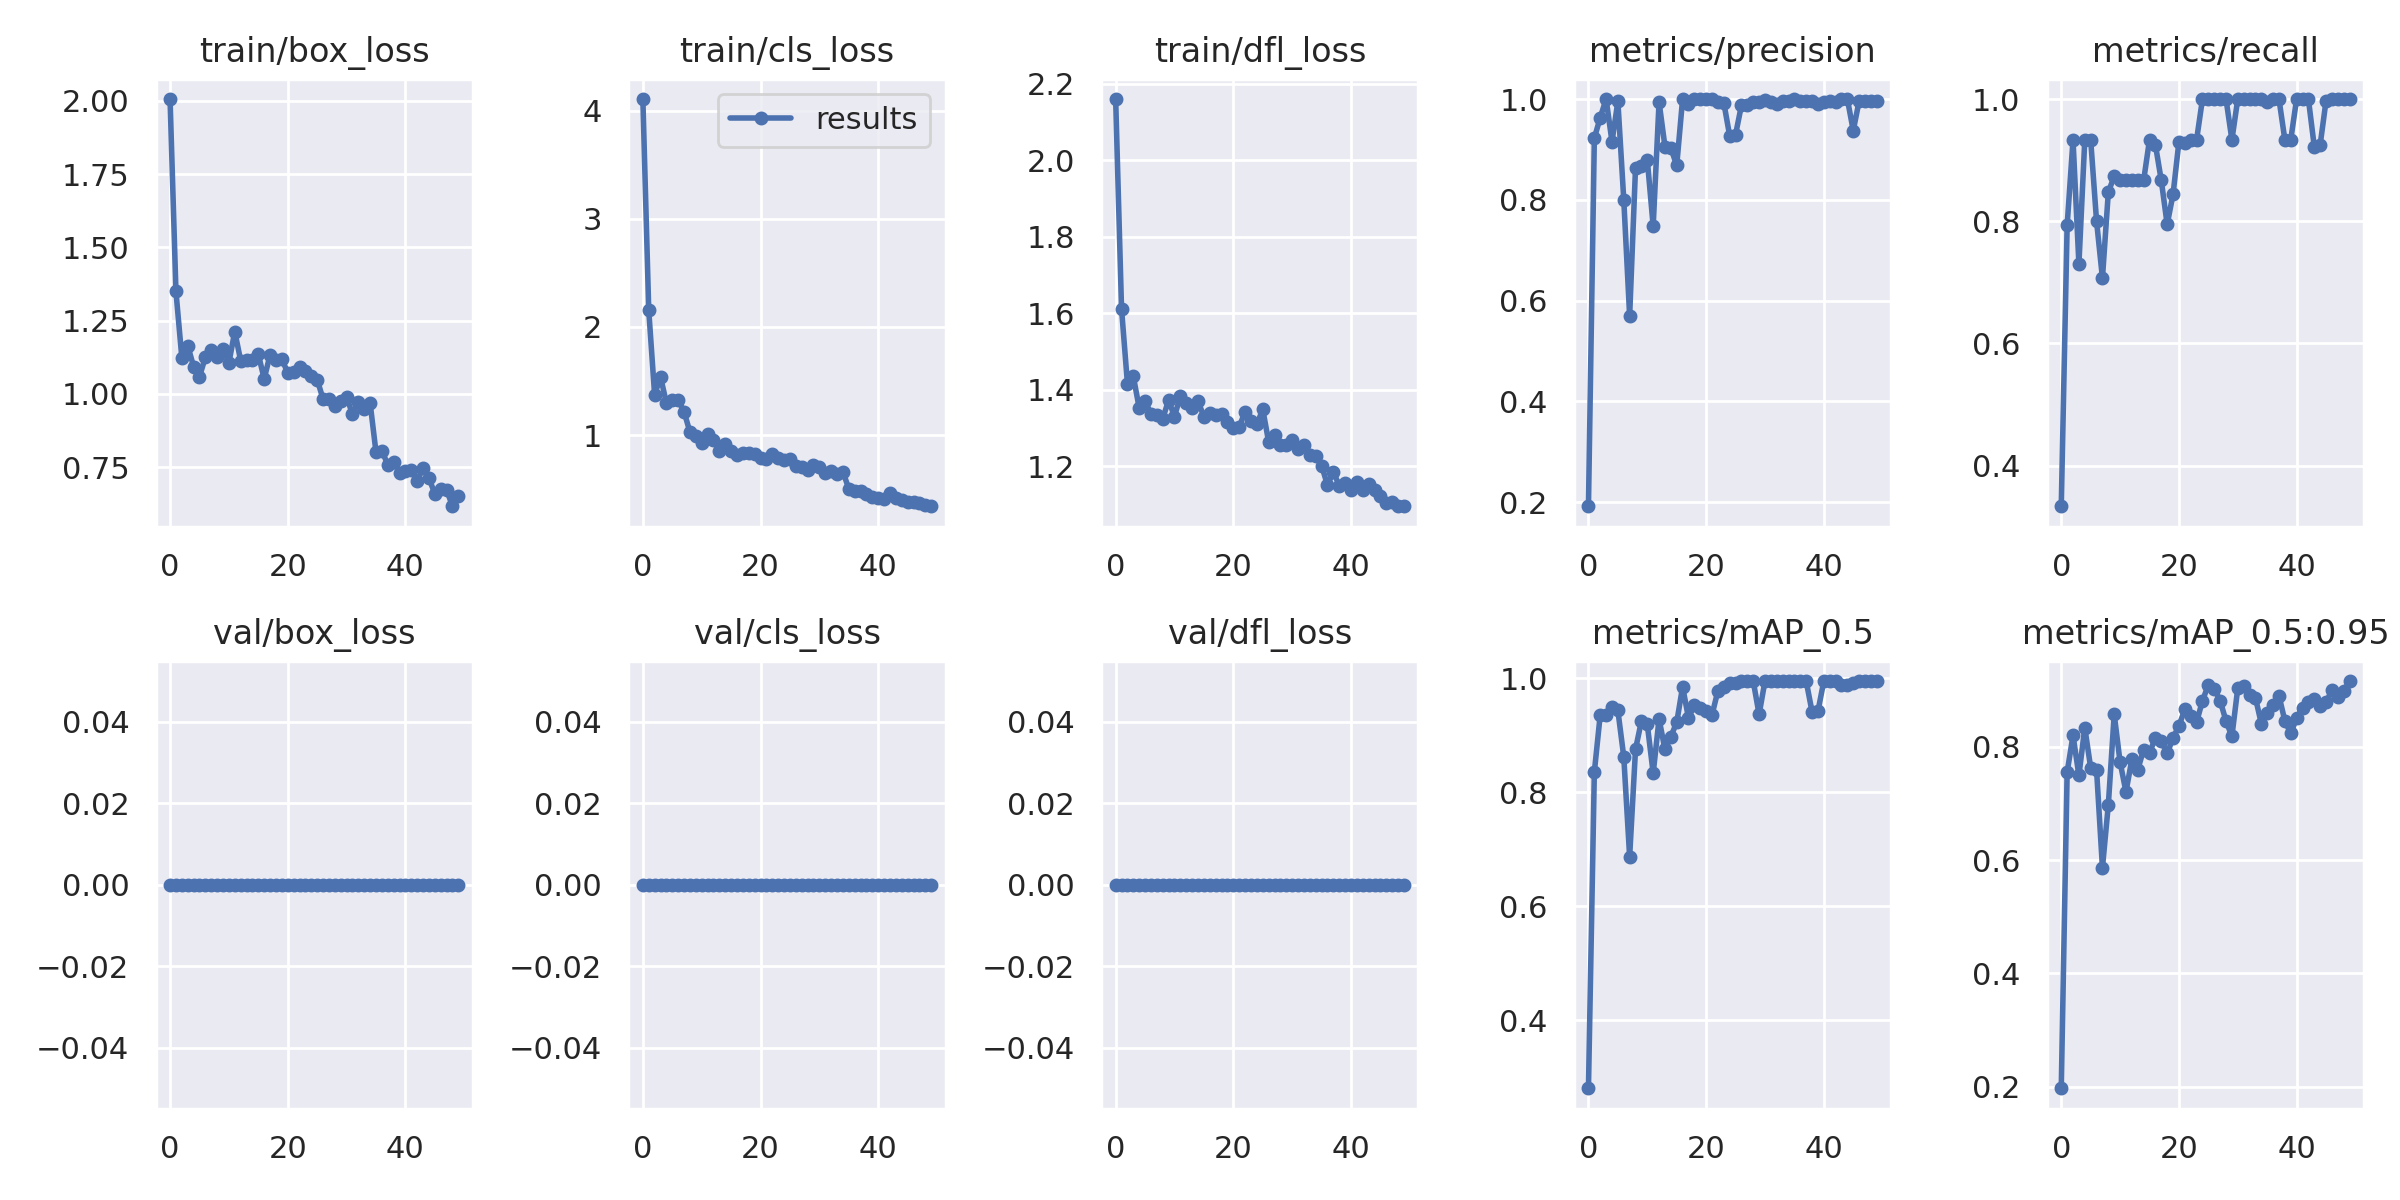 train/box_loss
2.00
1.75
1.50
1.25
1.00
0.75
0 20 40
train/cls_loss
results
4
3
2
1
0 20 40
train/dfl_loss
2.2
2.0
1.8
1.6
1.4
1.2
0 20 40
metrics/precision
1.0
0.8
0.6
0.4
0.2
0 20 40
metrics/recall
1.0
0.8
0.6
0.4
0 20 40
val/box_loss
0.04
0.02
0.00
−0.02
−0.04
0 20 40
val/cls_loss
0.04
0.02
0.00
−0.02
−0.04
0 20 40
val/dfl_loss
0.04
0.02
0.00
−0.02
−0.04
0 20 40
metrics/mAP_0.5
1.0
0.8
0.6
0.4
0 20 40
metrics/mAP_0.5:0.95
0.8
0.6
0.4
0.2
0 20 40